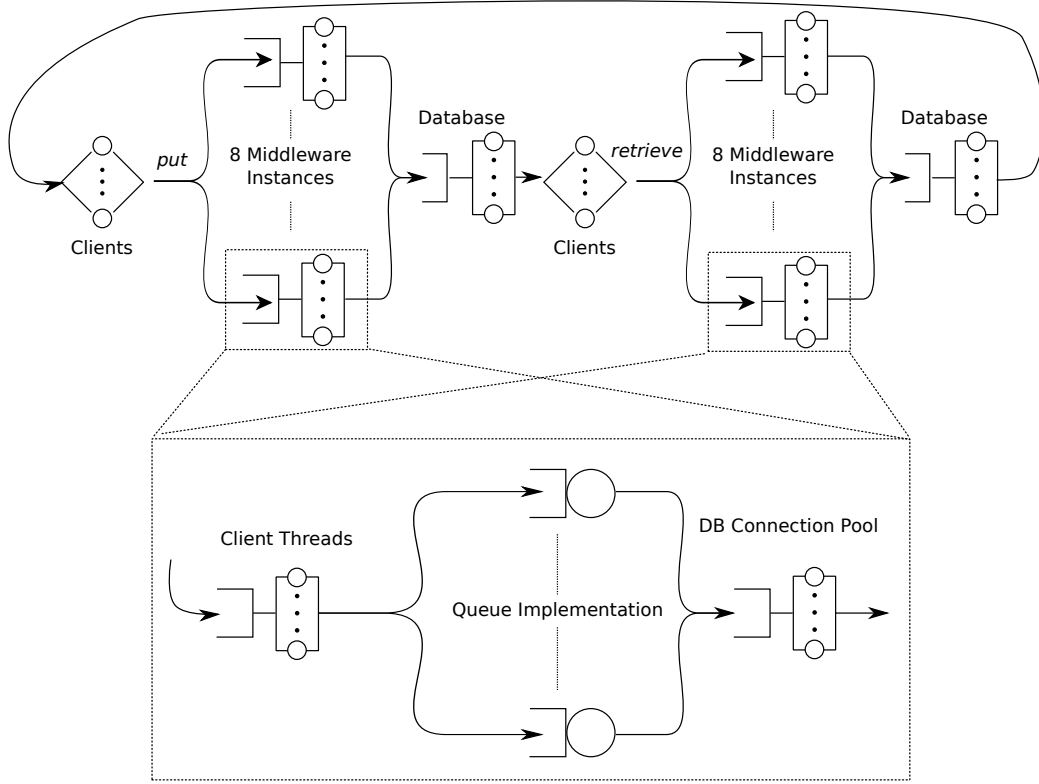 Database
Database
put
8 Middleware
Instances
retrieve
8 Middleware
Instances
Clients
Clients
DB Connection Pool
Client Threads
Queue Implementation